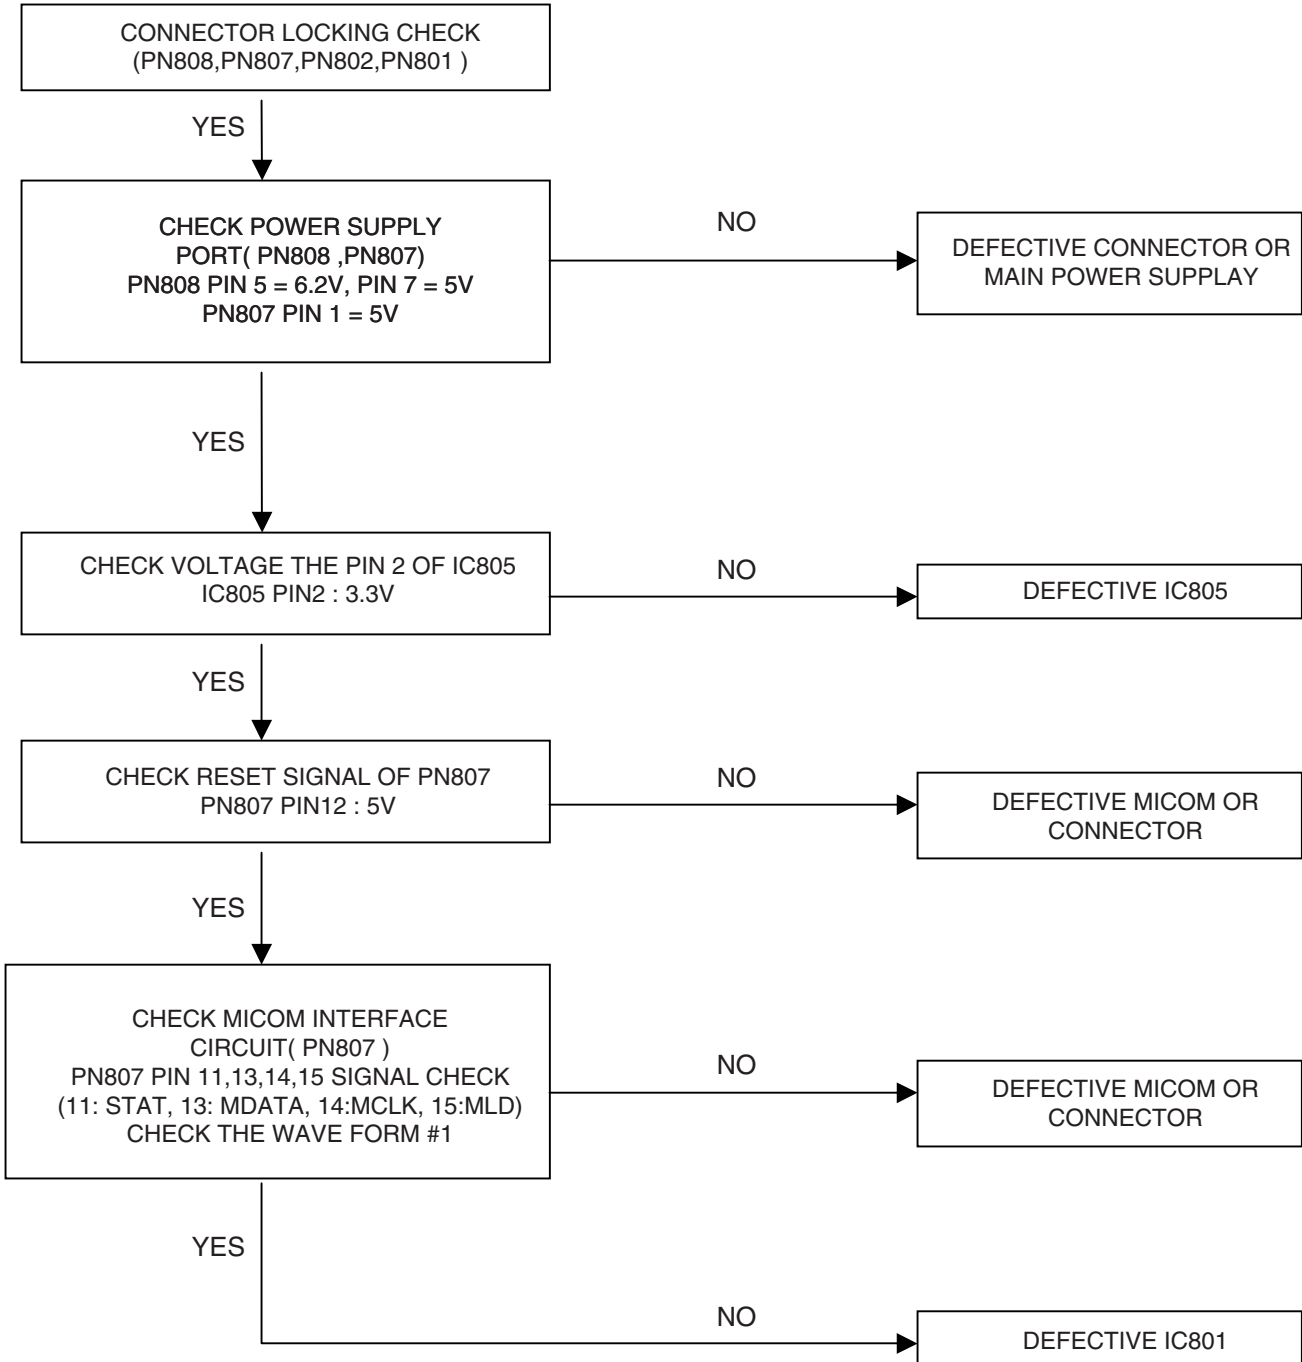 CONNECTOR LOCKING CHECK
(PN808,PN807,PN802,PN801 )
YES
CHECK POWER SUPPLY
PORT( PN808 ,PN807)
PN808 PIN 5 = 6.2V, PIN 7 = 5V
PN807 PIN 1 = 5V
NO
DEFECTIVE CONNECTOR OR
MAIN POWER SUPPLAY
YES
CHECK VOLTAGE THE PIN 2 OF IC805
IC805 PIN2 : 3.3V
NO
DEFECTIVE IC805
YES
CHECK RESET SIGNAL OF PN807
PN807 PIN12 : 5V
NO
DEFECTIVE MICOM OR
CONNECTOR
YES
CHECK MICOM INTERFACE
CIRCUIT( PN807 )
PN807 PIN 11,13,14,15 SIGNAL CHECK
(11: STAT, 13: MDATA, 14:MCLK, 15:MLD)
CHECK THE WAVE FORM #1
NO
DEFECTIVE MICOM OR
CONNECTOR
YES
NO
DEFECTIVE IC801